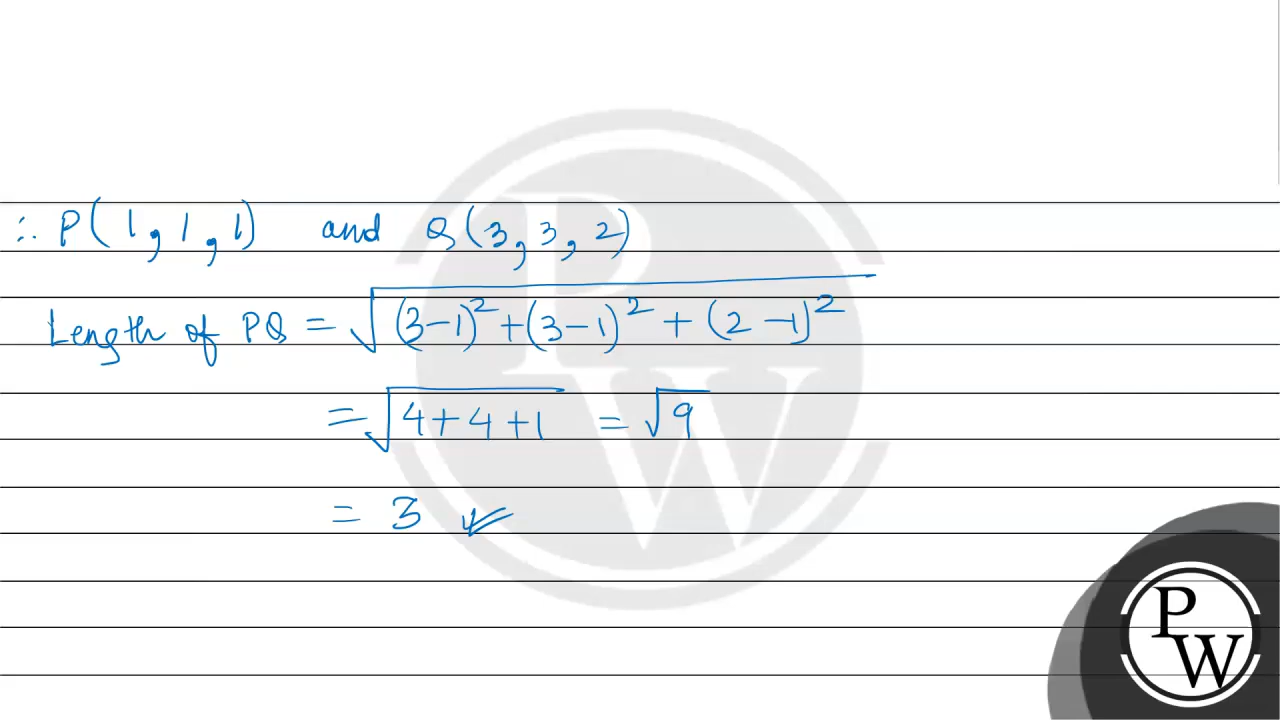 ∴ P(1, 1, 1) and Q(3, 3, 2)
Length of PQ = √((3-1)² + (3-1)² + (2-1)²)
= √(4+4+1) = √9
= 3
PW
PW